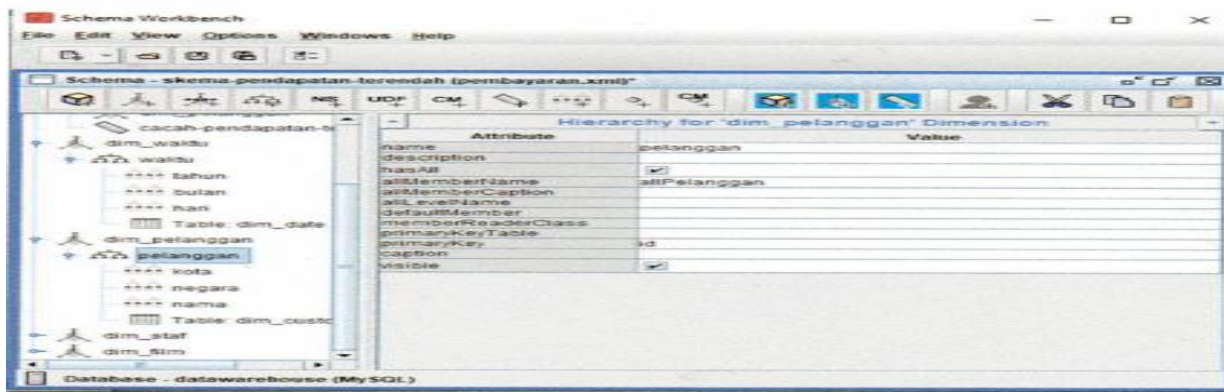 Schema Workbench
File Edit View Options Windows Help
Schema - skema-pendapatan-terendah (pembayaran.xml)*
UDF CM
cacah-pendapatan-t
dim_waktu
waktu
tahun
bulan
hari
Table: dim_date
dim_pelanggan
pelanggan
kota
negara
nama
Table: dim_custo
dim_staf
dim_film
Hierarchy for 'dim_pelanggan' Dimension
Attribute Value
name pelanggan
description
hasAll
allMemberName allPelanggan
allMemberCaption
allLevelName
defaultMember
memberReaderClass
primaryKeyTable
primaryKey id
caption
visible
Database - datawarehouse (MySQL)